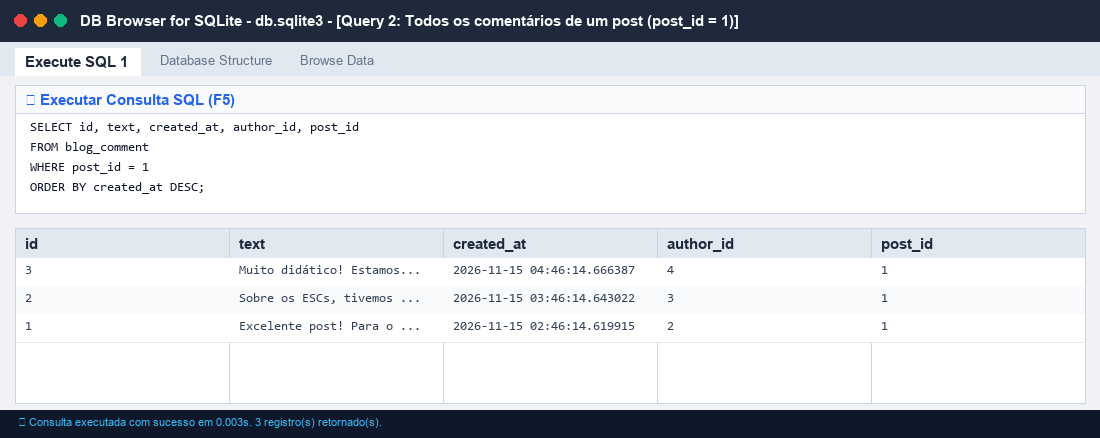 DB Browser for SQLite - db.sqlite3 - [Query 2: Todos os comentários de um post (post_id = 1)]
Execute SQL 1 Database Structure Browse Data
Executar Consulta SQL (F5)
SELECT id, text, created_at, author_id, post_id
FROM blog_comment
WHERE post_id = 1
ORDER BY created_at DESC;
id text created_at author_id post_id
3 Muito didático! Estamos... 2026-11-15 04:46:14.666387 4 1
2 Sobre os ESCs, tivemos ... 2026-11-15 03:46:14.643022 3 1
1 Excelente post! Para o ... 2026-11-15 02:46:14.619915 2 1
Consulta executada com sucesso em 0.003s. 3 registro(s) retornado(s).